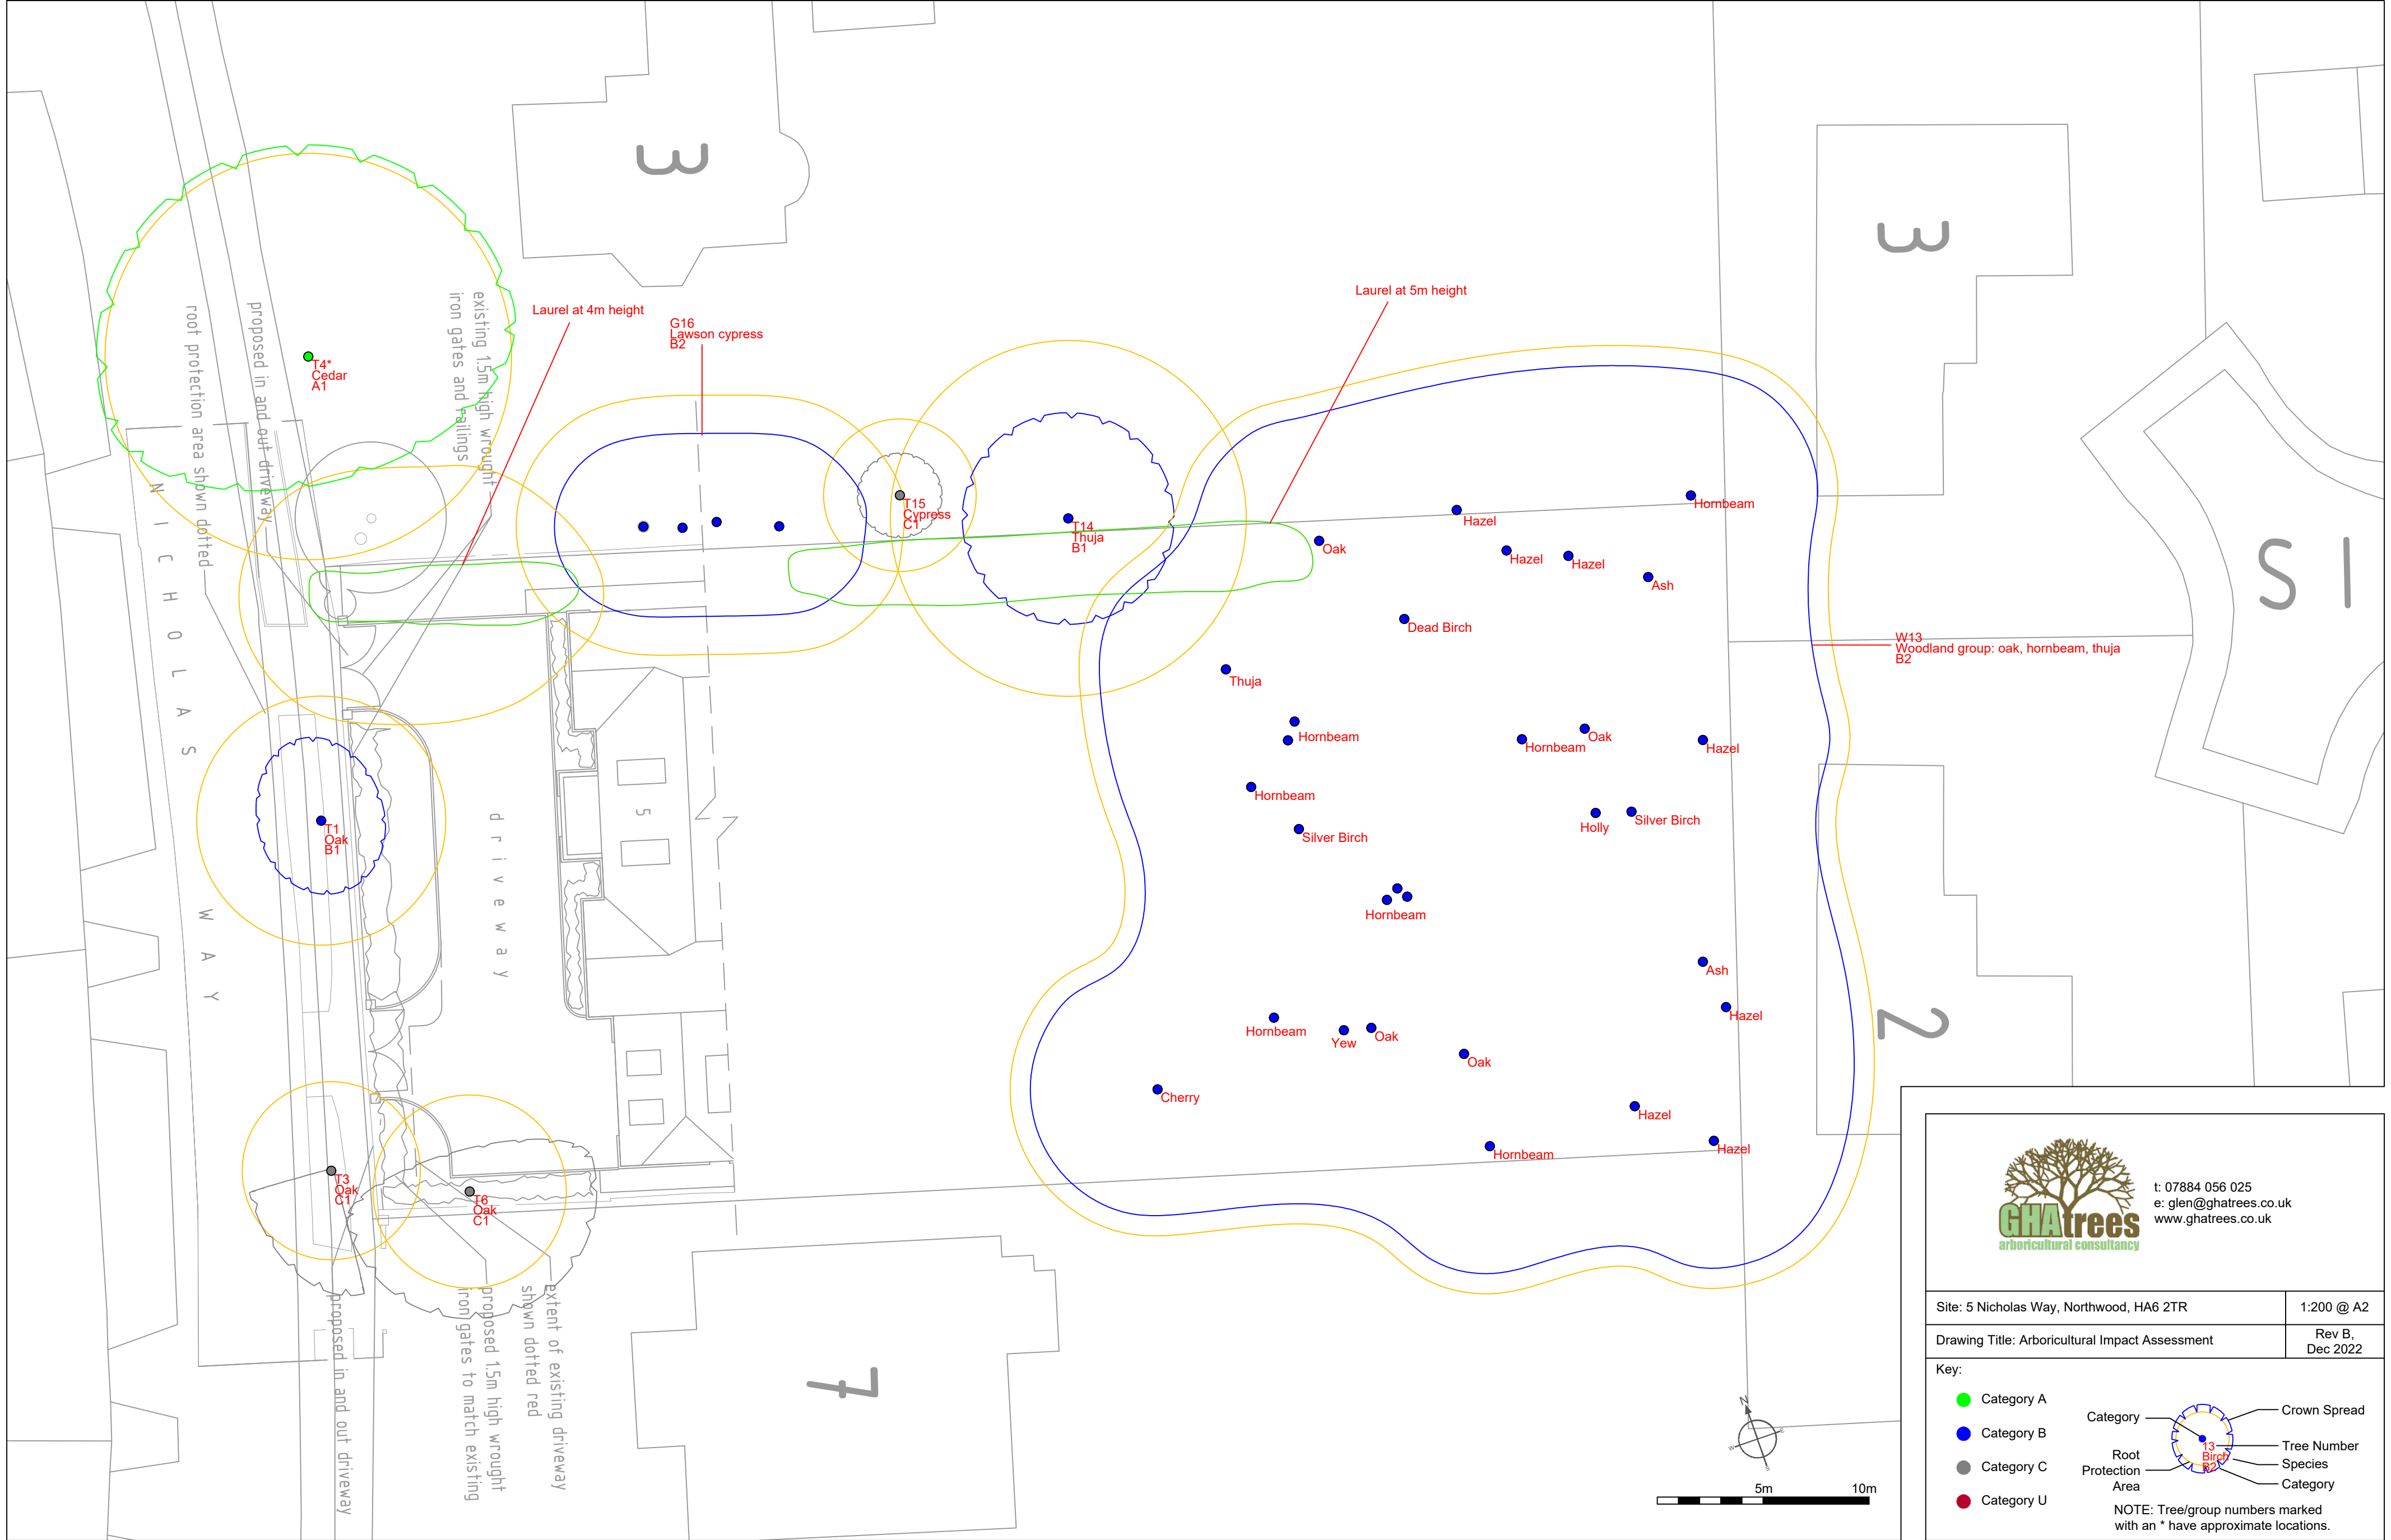 3
3
SI
2
7
5
existing 1.5m high wrought
iron gates and railings
proposed in and out driveway
root protection area shown dotted
Laurel at 4m height
G16
Lawson cypress
B2
Laurel at 5m height
T4*
Cedar
A1
T15
Cypress
C1
T14
Thuja
B1
NICHOLAS WAY
driveway
Hornbeam
Hazel
Oak
Hazel
Hazel
Ash
Dead Birch
W13
Woodland group: oak, hornbeam, thuja
B2
Thuja
Hornbeam
Oak
Hornbeam
Hazel
Hornbeam
Holly
Silver Birch
Silver Birch
T1
Oak
B1
Hornbeam
Ash
Hazel
Hornbeam
Yew
Oak
Oak
Cherry
Hazel
Hazel
Hornbeam
T3
Oak
C1
T6
Oak
C1
extent of existing driveway
shown dotted red
proposed 1.5m high wrought
iron gates to match existing
proposed in and out driveway
N
E
S
W
5m
10m
GHAtrees
arboricultural consultancy
t: 07884 056 025
e: glen@ghatrees.co.uk
www.ghatrees.co.uk
Site: 5 Nicholas Way, Northwood, HA6 2TR
1:200 @ A2
Drawing Title: Arboricultural Impact Assessment
Rev B,
Dec 2022
Key:
Category A
Category B
Category C
Category U
Category
Root
Protection
Area
13
Birch
B2
Crown Spread
Tree Number
Species
Category
NOTE: Tree/group numbers marked
with an * have approximate locations.